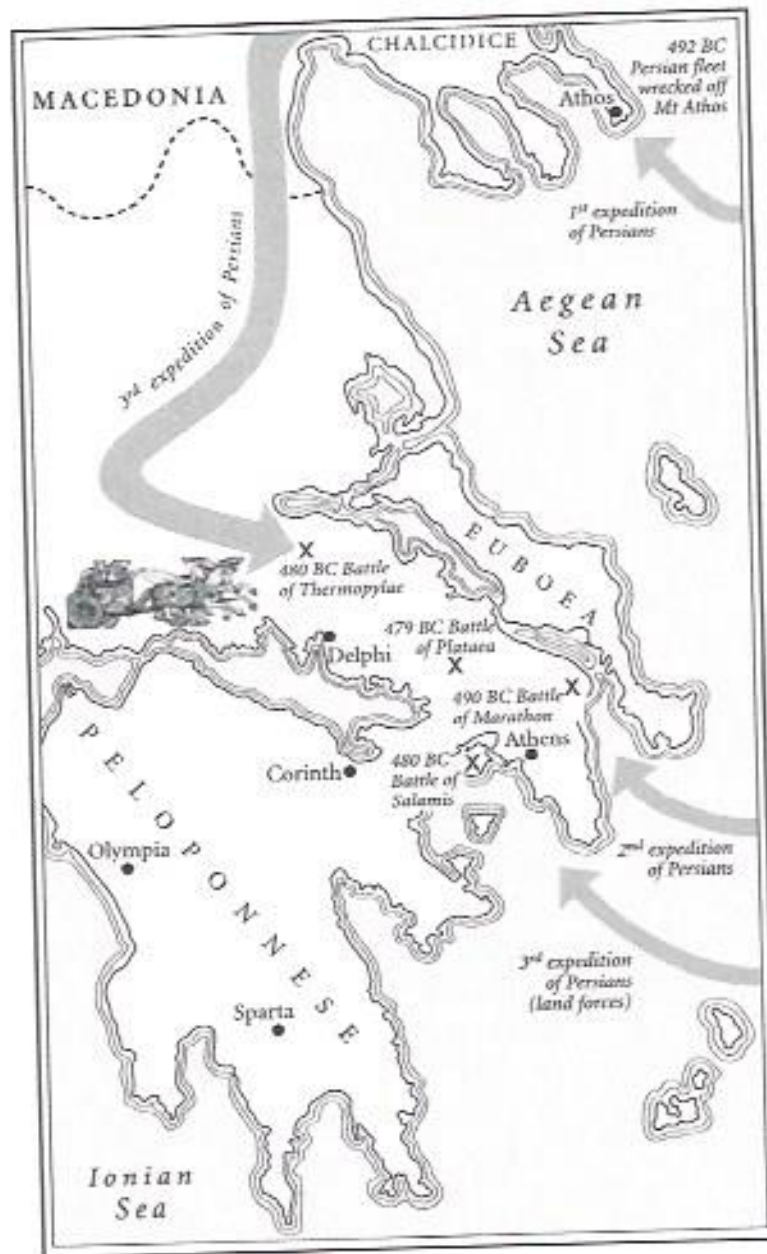 CHALCIDICE
492 BC
Persian fleet
wrecked off
Mt Athos
MACEDONIA
Athos
1st expedition
of Persians
3rd expedition of Persians
Aegean
Sea
EUBOEA
480 BC Battle
of Thermopylae
479 BC Battle
of Plataea
Delphi
490 BC Battle
of Marathon
Athens
480 BC
Battle of
Salamis
Corinth
PELOPONNESE
Olympia
2nd expedition
of Persians
3rd expedition
of Persians
(land forces)
Sparta
Ionian
Sea